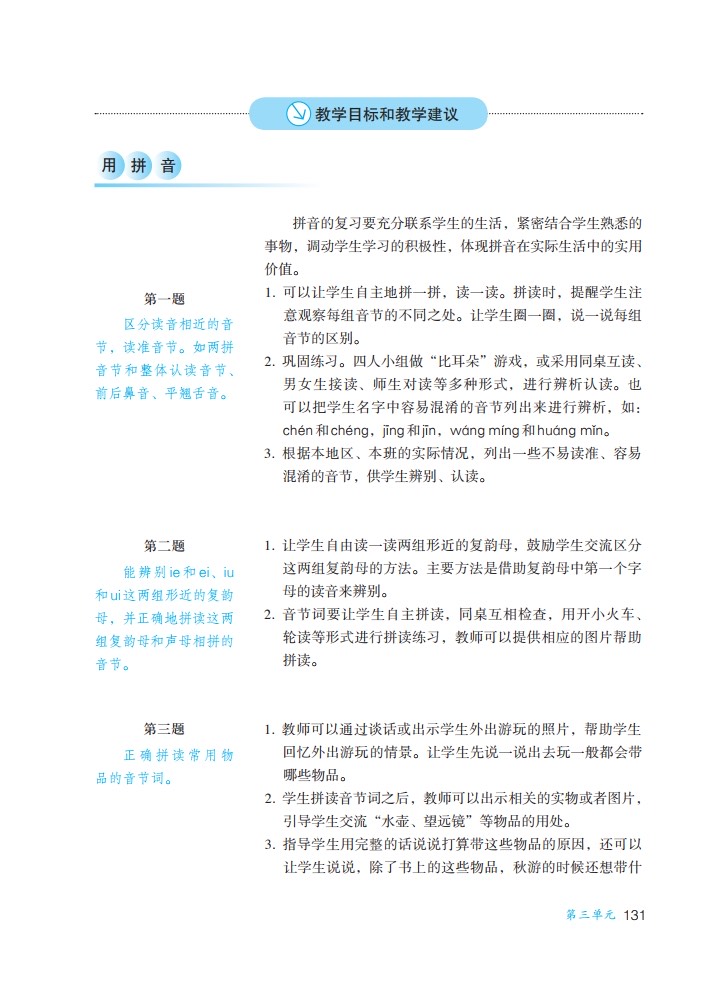 教学目标和教学建议
用拼音
拼音的复习要充分联系学生的生活，紧密结合学生熟悉的
事物，调动学生学习的积极性，体现拼音在实际生活中的实用
价值。
第一题
区分读音相近的音
节，读准音节。如两拼
音节和整体认读音节、
前后鼻音、平翘舌音。
1. 可以让学生自主地拼一拼，读一读。拼读时，提醒学生注
意观察每组音节的不同之处。让学生圈一圈，说一说每组
音节的区别。
2. 巩固练习。四人小组做“比耳朵”游戏，或采用同桌互读、
男女生接读、师生对读等多种形式，进行辨析认读。也
可以把学生名字中容易混淆的音节列出来进行辨析，如：
chén和chéng，jīng和jīn，wáng míng和huáng mǐn。
3. 根据本地区、本班的实际情况，列出一些不易读准、容易
混淆的音节，供学生辨别、认读。
第二题
能辨别ie和ei、iu
和ui这两组形近的复韵
母，并正确地拼读这两
组复韵母和声母相拼的
音节。
1. 让学生自由读一读两组形近的复韵母，鼓励学生交流区分
这两组复韵母的方法。主要方法是借助复韵母中第一个字
母的读音来辨别。
2. 音节词要让学生自主拼读，同桌互相检查，用开小火车、
轮读等形式进行拼读练习，教师可以提供相应的图片帮助
拼读。
第三题
正确拼读常用物
品的音节词。
1. 教师可以通过谈话或出示学生外出游玩的照片，帮助学生
回忆外出游玩的情景。让学生先说一说出去玩一般都会带
哪些物品。
2. 学生拼读音节词之后，教师可以出示相关的实物或者图片，
引导学生交流“水壶、望远镜”等物品的用处。
3. 指导学生用完整的话说说打算带这些物品的原因，还可以
让学生说说，除了书上的这些物品，秋游的时候还想带什
第三单元 131